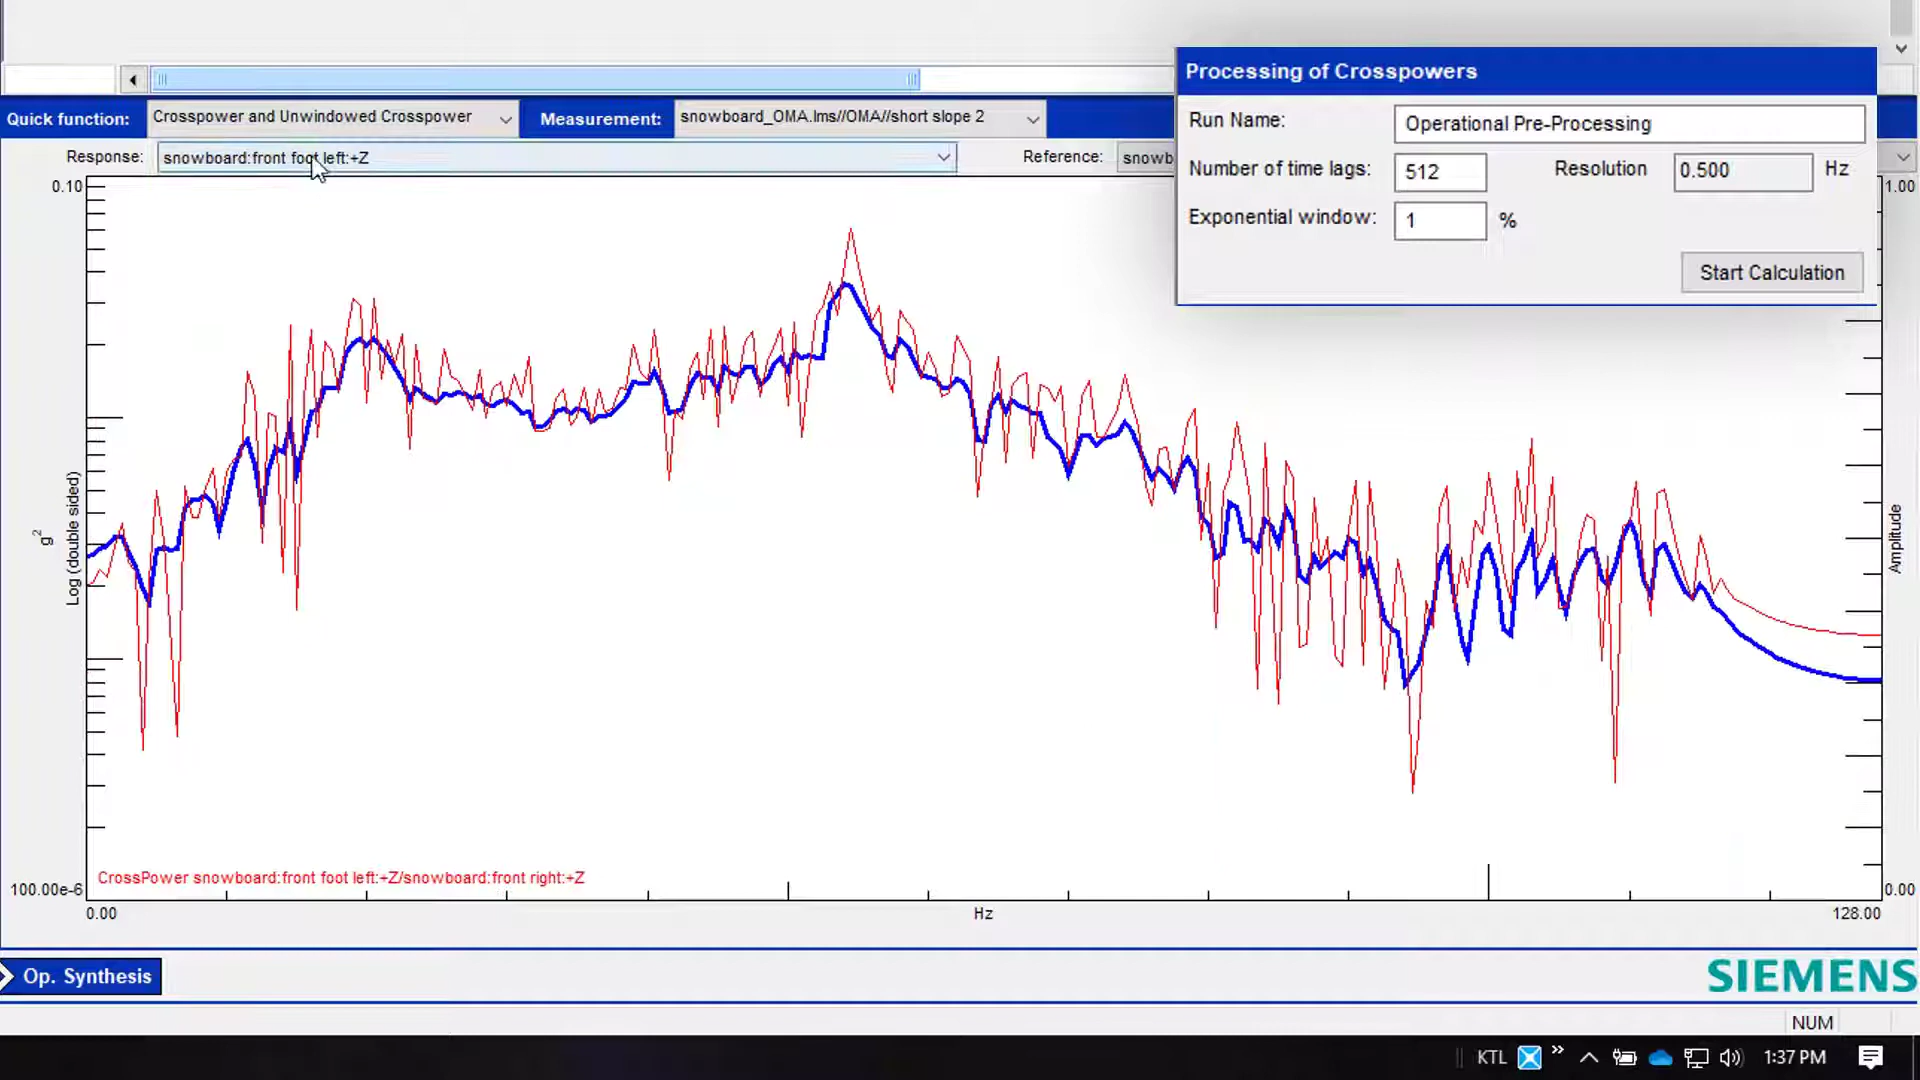 Processing of Crosspowers
Quick function:
Crosspower and Unwindowed Crosspower
Measurement:
snowboard_OMA.lms//OMA//short slope 2
Run Name:
Operational Pre-Processing
Response:
snowboard:front foot left:+Z
Reference:
snowb
Number of time lags:
512
Resolution
0.500
Hz
Exponential window:
1
%
Start Calculation
0.10
1.00
g2
Log (double sided)
Amplitude
CrossPower snowboard:front foot left:+Z/snowboard:front right:+Z
100.00e-6
0.00
0.00
Hz
128.00
Op. Synthesis
SIEMENS
NUM
KTL
1:37 PM